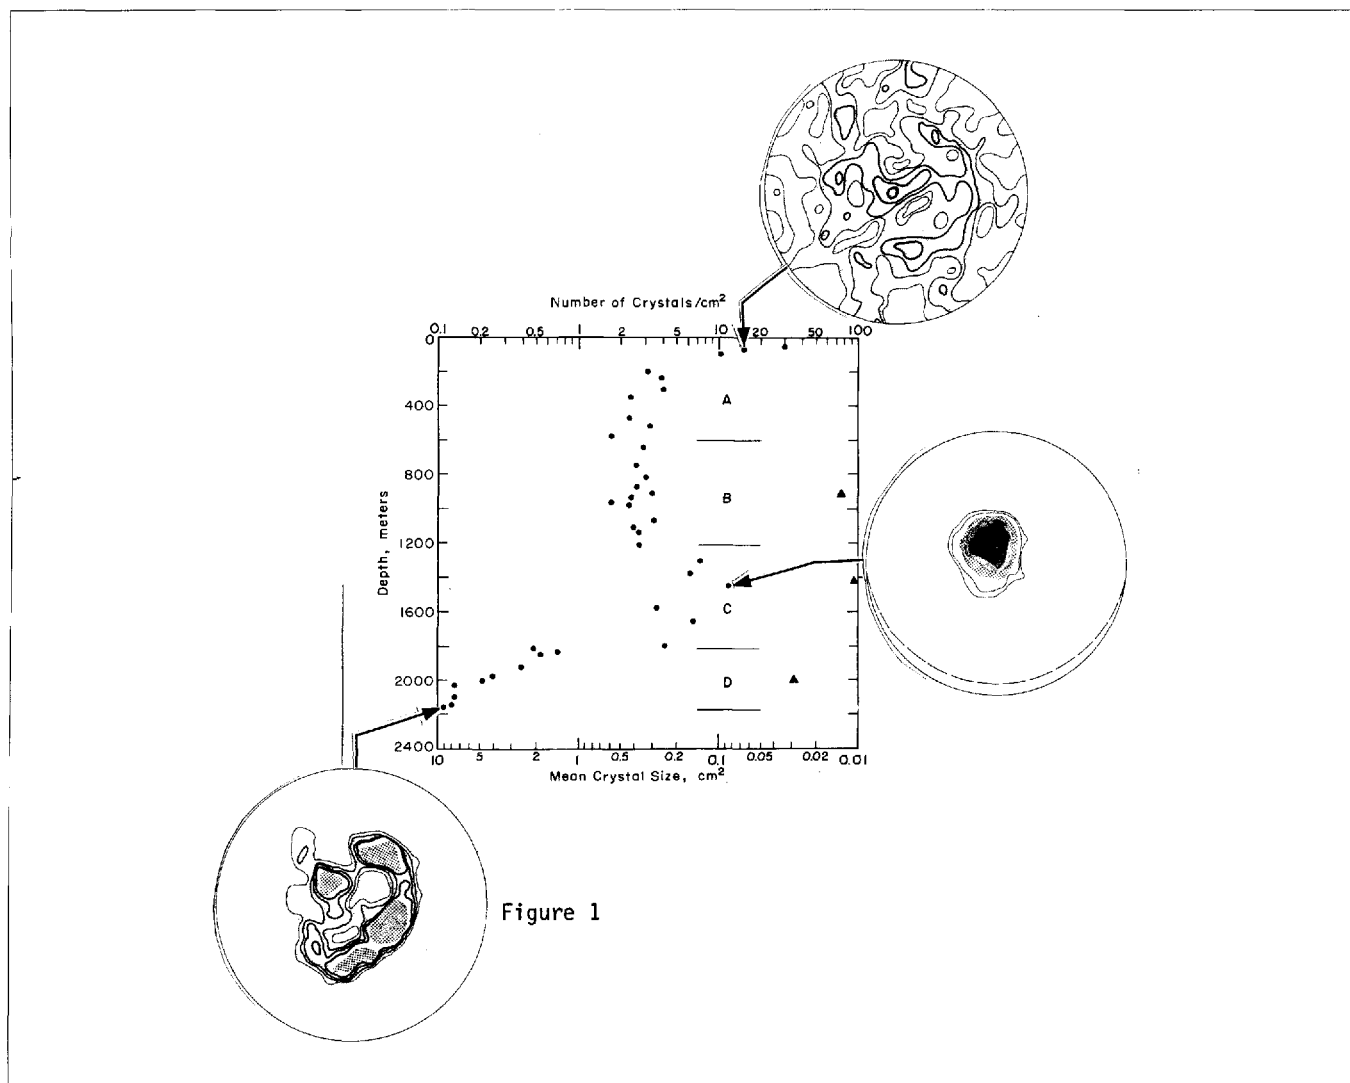 Number of Crystals/cm²
0.1 0.2 0.5 1 2 5 10 20 50 100
0
400
800
1200
1600
2000
2400
Depth, meters
A
B
C
D
10 5 2 1 0.5 0.2 0.1 0.05 0.02 0.01
Mean Crystal Size, cm²
Figure 1